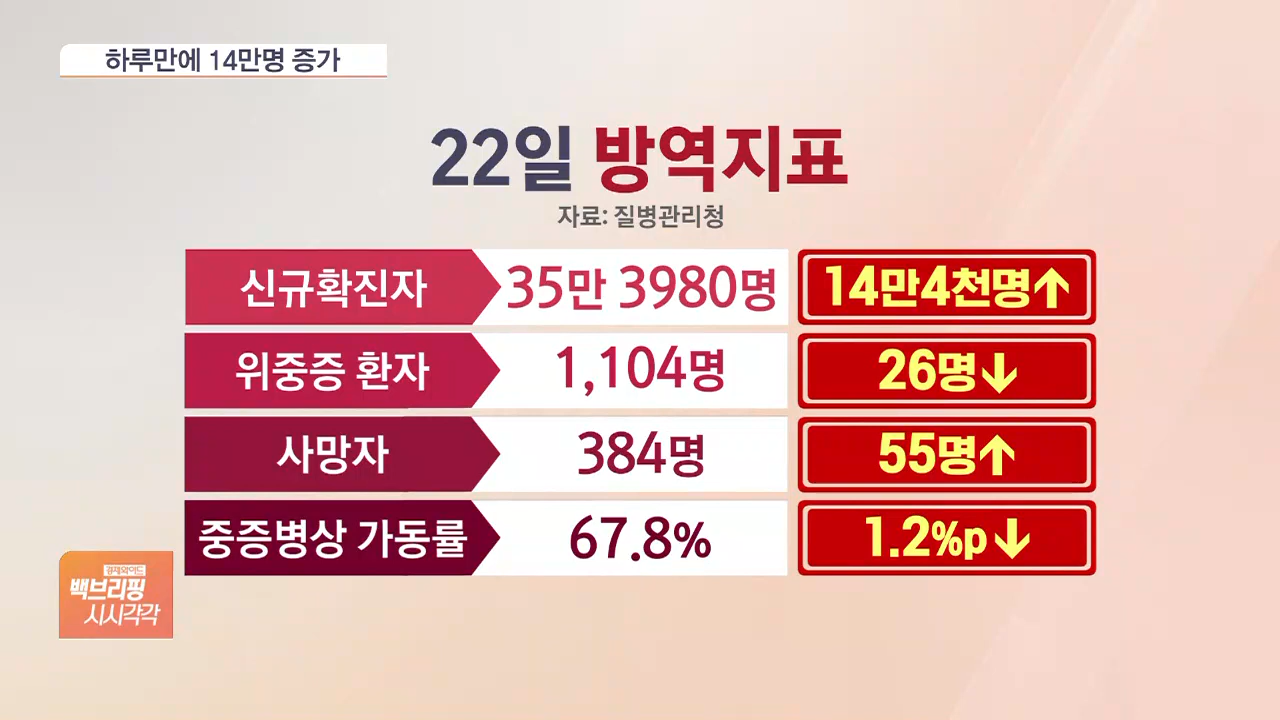 하루만에 14만명 증가
22일 방역지표
자료: 질병관리청
신규확진자 35만 3980명 14만4천명↑
위중증 환자 1,104명 26명↓
사망자 384명 55명↑
중증병상 가동률 67.8% 1.2%p↓
경제와이드
백브리핑
시시각각